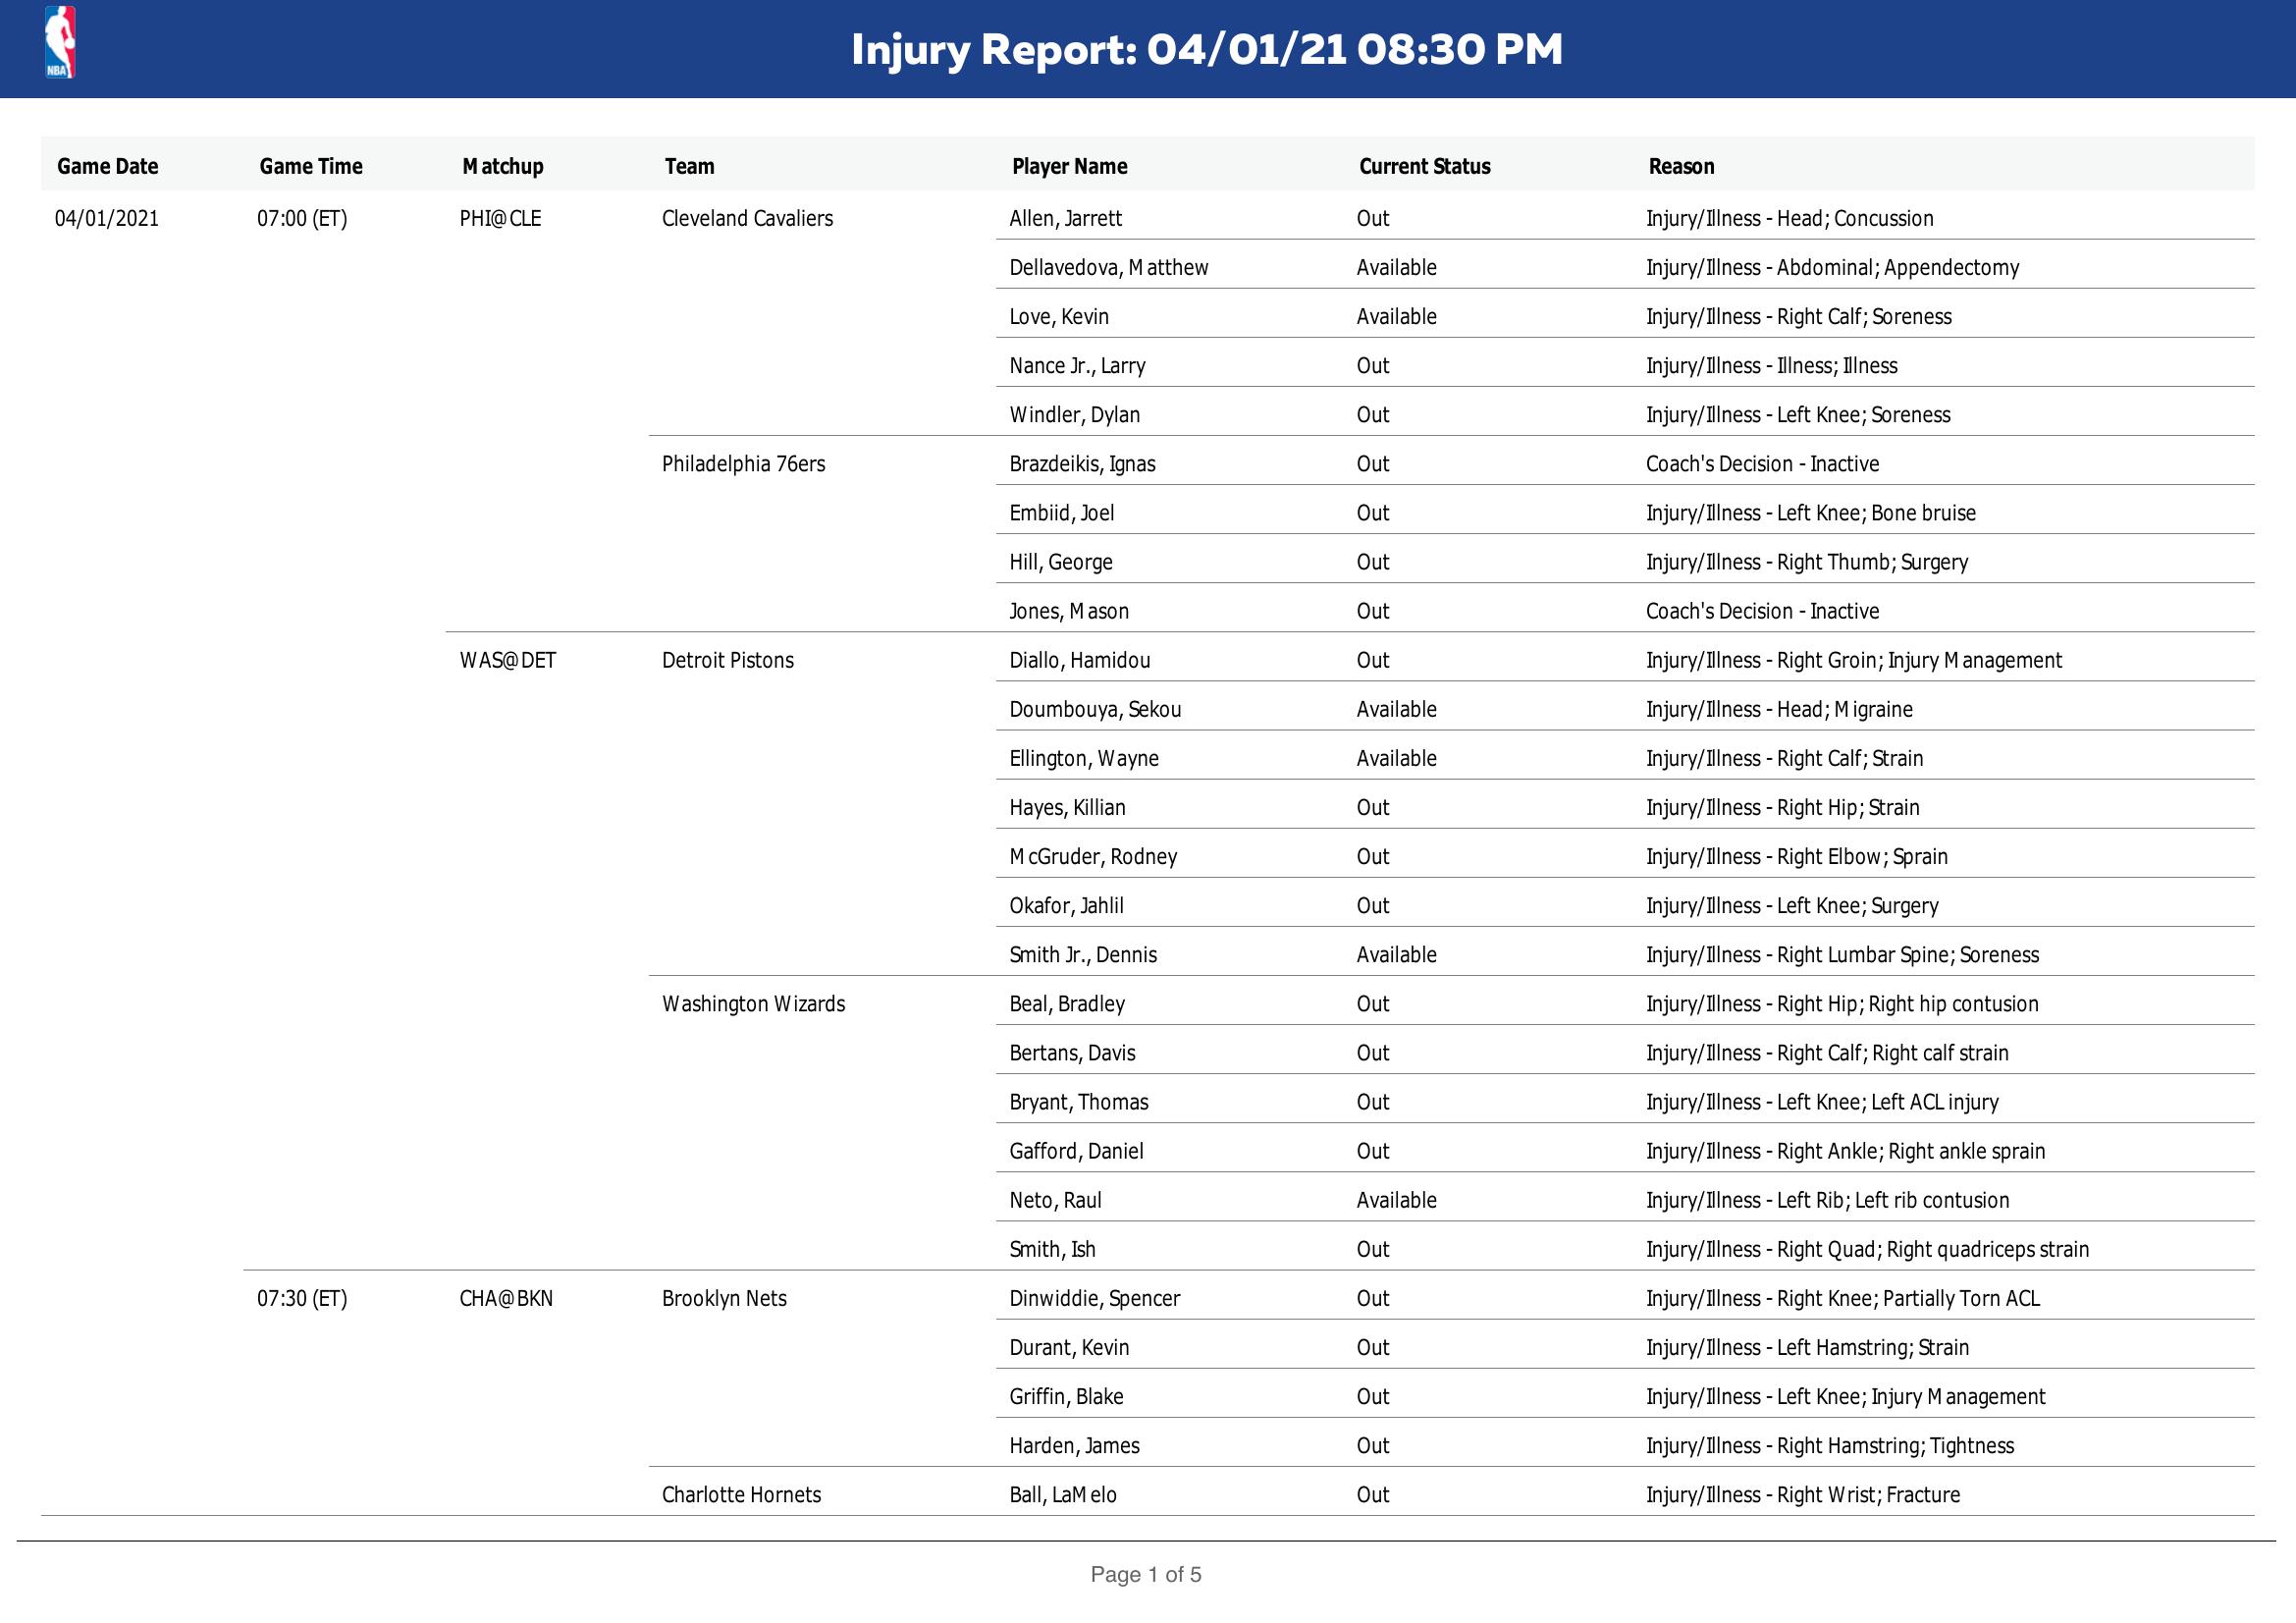 NBA
Injury Report: 04/01/21 08:30 PM
Game Date Game Time Matchup Team Player Name Current Status Reason
04/01/2021 07:00 (ET) PHI@CLE Cleveland Cavaliers Allen, Jarrett Out Injury/Illness - Head; Concussion
Dellavedova, Matthew Available Injury/Illness - Abdominal; Appendectomy
Love, Kevin Available Injury/Illness - Right Calf; Soreness
Nance Jr., Larry Out Injury/Illness - Illness; Illness
Windler, Dylan Out Injury/Illness - Left Knee; Soreness
Philadelphia 76ers Brazdeikis, Ignas Out Coach's Decision - Inactive
Embiid, Joel Out Injury/Illness - Left Knee; Bone bruise
Hill, George Out Injury/Illness - Right Thumb; Surgery
Jones, Mason Out Coach's Decision - Inactive
WAS@DET Detroit Pistons Diallo, Hamidou Out Injury/Illness - Right Groin; Injury Management
Doumbouya, Sekou Available Injury/Illness - Head; Migraine
Ellington, Wayne Available Injury/Illness - Right Calf; Strain
Hayes, Killian Out Injury/Illness - Right Hip; Strain
McGruder, Rodney Out Injury/Illness - Right Elbow; Sprain
Okafor, Jahlil Out Injury/Illness - Left Knee; Surgery
Smith Jr., Dennis Available Injury/Illness - Right Lumbar Spine; Soreness
Washington Wizards Beal, Bradley Out Injury/Illness - Right Hip; Right hip contusion
Bertans, Davis Out Injury/Illness - Right Calf; Right calf strain
Bryant, Thomas Out Injury/Illness - Left Knee; Left ACL injury
Gafford, Daniel Out Injury/Illness - Right Ankle; Right ankle sprain
Neto, Raul Available Injury/Illness - Left Rib; Left rib contusion
Smith, Ish Out Injury/Illness - Right Quad; Right quadriceps strain
07:30 (ET) CHA@BKN Brooklyn Nets Dinwiddie, Spencer Out Injury/Illness - Right Knee; Partially Torn ACL
Durant, Kevin Out Injury/Illness - Left Hamstring; Strain
Griffin, Blake Out Injury/Illness - Left Knee; Injury Management
Harden, James Out Injury/Illness - Right Hamstring; Tightness
Charlotte Hornets Ball, LaMelo Out Injury/Illness - Right Wrist; Fracture
Page 1 of 5